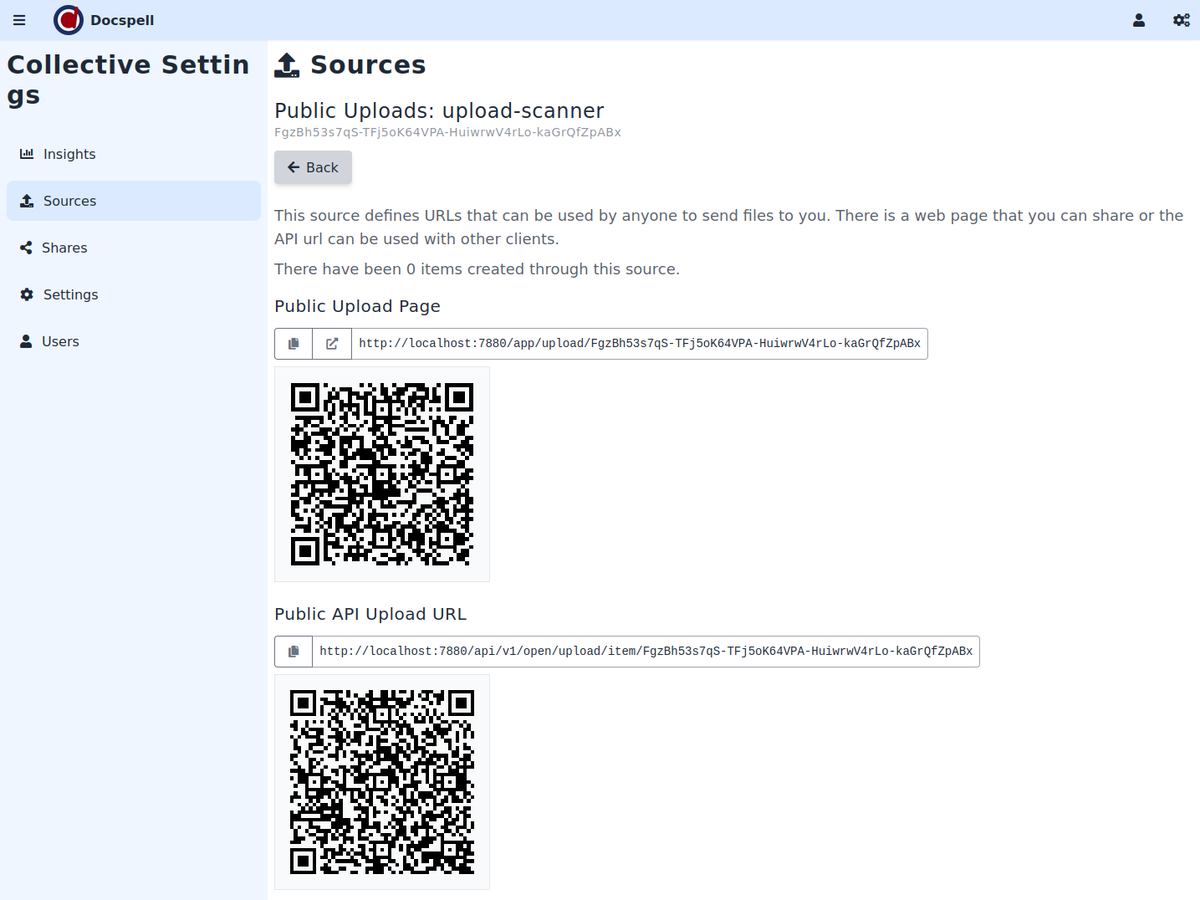 Docspell
Collective Settin
gs
Insights
Sources
Shares
Settings
Users
Sources
Public Uploads: upload-scanner
FgzBh53s7qS-TFj5oK64VPA-HuiwrwV4rLo-kaGrQfZpABx
Back
This source defines URLs that can be used by anyone to send files to you. There is a web page that you can share or the
API url can be used with other clients.
There have been 0 items created through this source.
Public Upload Page
http://localhost:7880/app/upload/FgzBh53s7qS-TFj5oK64VPA-HuiwrwV4rLo-kaGrQfZpABx
Public API Upload URL
http://localhost:7880/api/v1/open/upload/item/FgzBh53s7qS-TFj5oK64VPA-HuiwrwV4rLo-kaGrQfZpABx